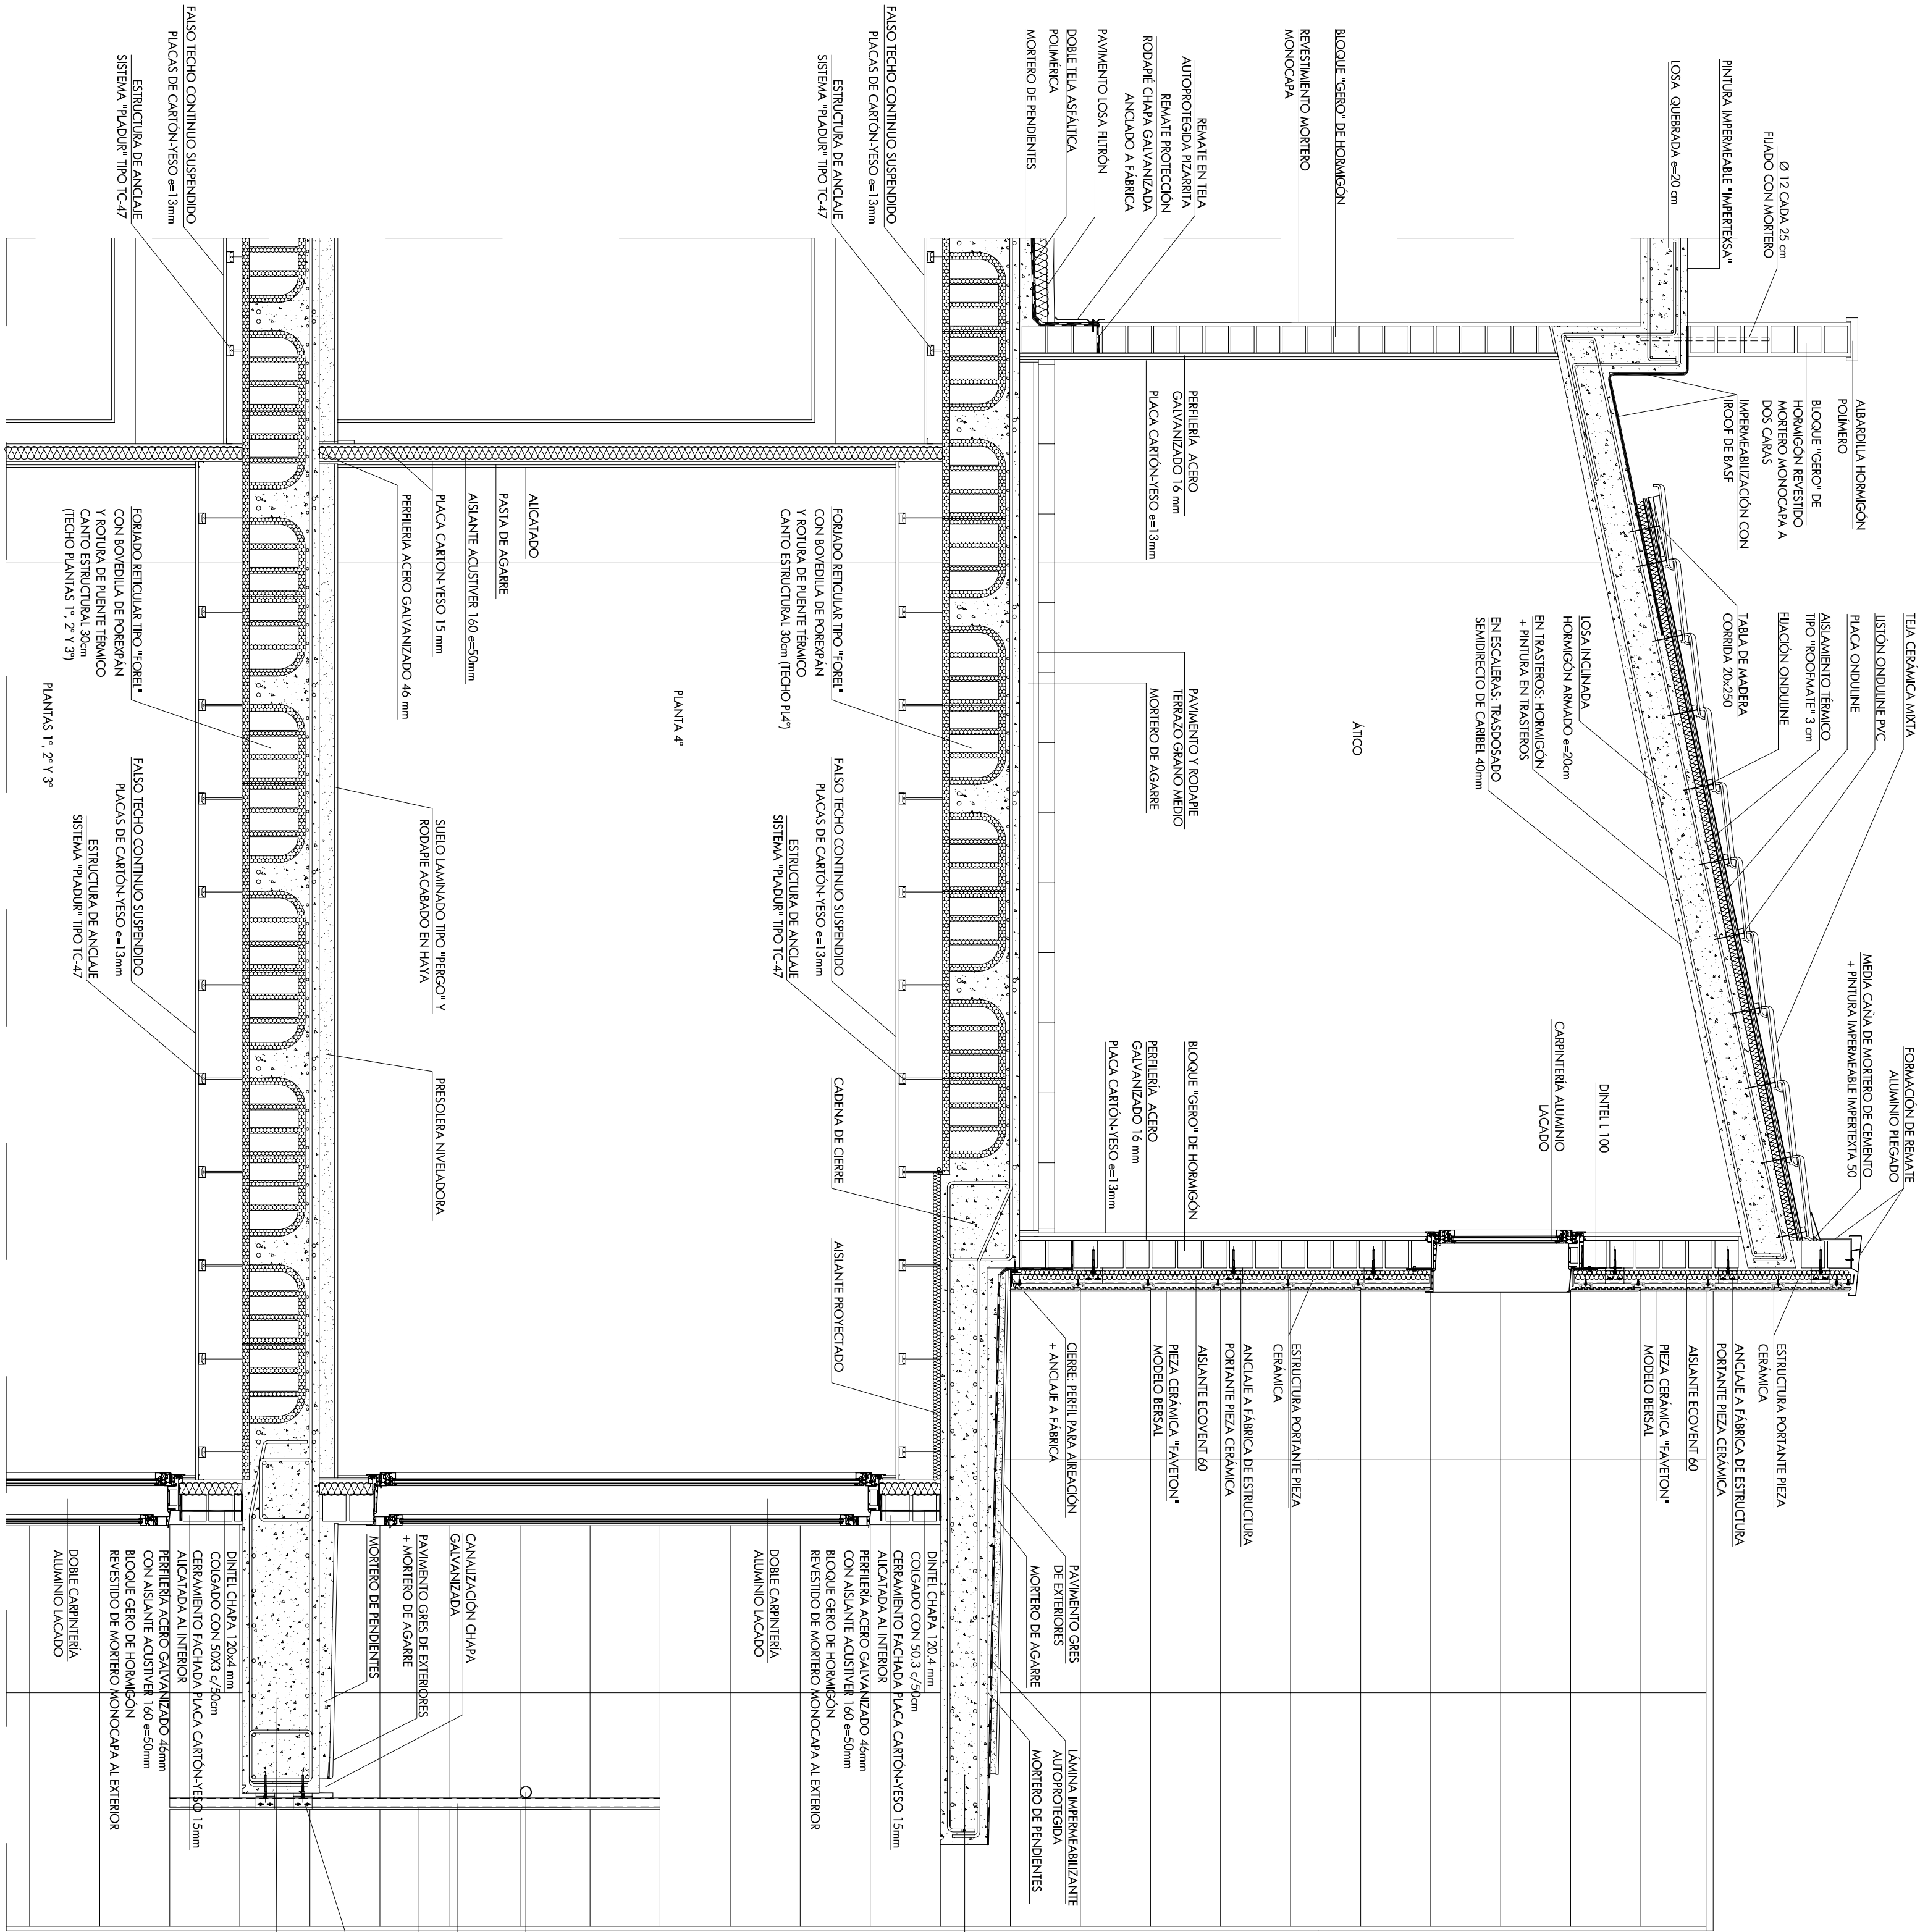 FORMACIÓN DE REMATE
ALUMINIO PLEGADO
MEDIA CAÑA DE MORTERO DE CEMENTO
+ PINTURA IMPERMEABLE IMPERTEXTA 50
TEJA CERÁMICA MIXTA
LISTÓN ONDULINE PVC
PLACA ONDULINE
AISLAMIENTO TÉRMICO
TIPO "ROOFMATE" 3 cm
FIJACIÓN ONDULINE
TABLA DE MADERA
CORRIDA 20x250
LOSA INCLINADA
HORMIGÓN ARMADO e=20cm
EN TRASTEROS: HORMIGÓN
+ PINTURA EN TRASTEROS
EN ESCALERAS: TRASDOSADO
SEMIDIRECTO DE CARIBEL 40mm
ALBARDILLA HORMIGÓN
POLÍMERO
BLOQUE "GERO" DE
HORMIGÓN REVESTIDO
MORTERO MONOCAPA A
DOS CARAS
IMPERMEABILIZACIÓN CON
IROOF DE BASF
Ø 12 CADA 25 cm
FIJADO CON MORTERO
PINTURA IMPERMEABLE "IMPERTEKSA"
LOSA QUEBRADA e=20 cm
BLOQUE "GERO" DE HORMIGÓN
REVESTIMIENTO MORTERO
MONOCAPA
REMATE EN TELA
AUTOPROTEGIDA PIZARRITA
REMATE PROTECCIÓN
RODAPIÉ CHAPA GALVANIZADA
ANCLADO A FÁBRICA
PAVIMENTO LOSA FILTRÓN
DOBLE TELA ASFÁLTICA
POLIMÉRICA
MORTERO DE PENDIENTES
PERFILERÍA ACERO
GALVANIZADO 16 mm
PLACA CARTÓN-YESO e=13mm
ÁTICO
PAVIMENTO Y RODAPIE
TERRAZO GRANO MEDIO
MORTERO DE AGARRE
DINTEL L 100
CARPINTERÍA ALUMINIO
LACADO
BLOQUE "GERO" DE HORMIGÓN
PERFILERÍA ACERO
GALVANIZADO 16 mm
PLACA CARTÓN-YESO e=13mm
ESTRUCTURA PORTANTE PIEZA
CERÁMICA
ANCLAJE A FÁBRICA DE ESTRUCTURA
PORTANTE PIEZA CERÁMICA
AISLANTE ECOVENT 60
PIEZA CERÁMICA "FAVETON"
MODELO BERSAL
ESTRUCTURA PORTANTE PIEZA
CERÁMICA
ANCLAJE A FÁBRICA DE ESTRUCTURA
PORTANTE PIEZA CERÁMICA
AISLANTE ECOVENT 60
PIEZA CERÁMICA "FAVETON"
MODELO BERSAL
CIERRE: PERFIL PARA AIREACIÓN
+ ANCLAJE A FÁBRICA
PAVIMENTO GRES
DE EXTERIORES
MORTERO DE AGARRE
LÁMINA IMPERMEABILIZANTE
AUTOPROTEGIDA
MORTERO DE PENDIENTES
FALSO TECHO CONTINUO SUSPENDIDO
PLACAS DE CARTÓN-YESO e=13mm
ESTRUCTURA DE ANCLAJE
SISTEMA "PLADUR" TIPO TC-47
FORJADO RETICULAR TIPO "FOREL"
CON BOVEDILLA DE POREXPÁN
Y ROTURA DE PUENTE TÉRMICO
CANTO ESTRUCTURAL 30cm (TECHO PL4º)
FALSO TECHO CONTINUO SUSPENDIDO
PLACAS DE CARTÓN-YESO e=13mm
ESTRUCTURA DE ANCLAJE
SISTEMA "PLADUR" TIPO TC-47
CADENA DE CIERRE
AISLANTE PROYECTADO
DINTEL CHAPA 120.4 mm
COLGADO CON 50.3 c/50cm
CERRAMIENTO FACHADA PLACA CARTÓN-YESO 15mm
ALICATADA AL INTERIOR
PERFILERÍA ACERO GALVANIZADO 46mm
CON AISLANTE ACUSTIVER 160 e=50mm
BLOQUE GERO DE HORMIGÓN
REVESTIDO DE MORTERO MONOCAPA AL EXTERIOR
DOBLE CARPINTERÍA
ALUMINIO LACADO
PLANTA 4º
ALICATADO
PASTA DE AGARRE
AISLANTE ACUSTIVER 160 e=50mm
PLACA CARTON-YESO 15 mm
PERFILERIA ACERO GALVANIZADO 46 mm
SUELO LAMINADO TIPO "PERGO" Y
RODAPIE ACABADO EN HAYA
PRESOLERA NIVELADORA
CANALIZACIÓN CHAPA
GALVANIZADA
PAVIMENTO GRES DE EXTERIORES
+ MORTERO DE AGARRE
MORTERO DE PENDIENTES
FALSO TECHO CONTINUO SUSPENDIDO
PLACAS DE CARTÓN-YESO e=13mm
ESTRUCTURA DE ANCLAJE
SISTEMA "PLADUR" TIPO TC-47
FORJADO RETICULAR TIPO "FOREL"
CON BOVEDILLA DE POREXPÁN
Y ROTURA DE PUENTE TÉRMICO
CANTO ESTRUCTURAL 30cm
(TECHO PLANTAS 1º, 2º Y 3º)
FALSO TECHO CONTINUO SUSPENDIDO
PLACAS DE CARTÓN-YESO e=13mm
ESTRUCTURA DE ANCLAJE
SISTEMA "PLADUR" TIPO TC-47
PLANTAS 1º, 2º Y 3º
DINTEL CHAPA 120x4 mm
COLGADO CON 50X3 c/50cm
CERRAMIENTO FACHADA PLACA CARTÓN-YESO 15mm
ALICATADA AL INTERIOR
PERFILERÍA ACERO GALVANIZADO 46mm
CON AISLANTE ACUSTIVER 160 e=50mm
BLOQUE GERO DE HORMIGÓN
REVESTIDO DE MORTERO MONOCAPA AL EXTERIOR
DOBLE CARPINTERÍA
ALUMINIO LACADO